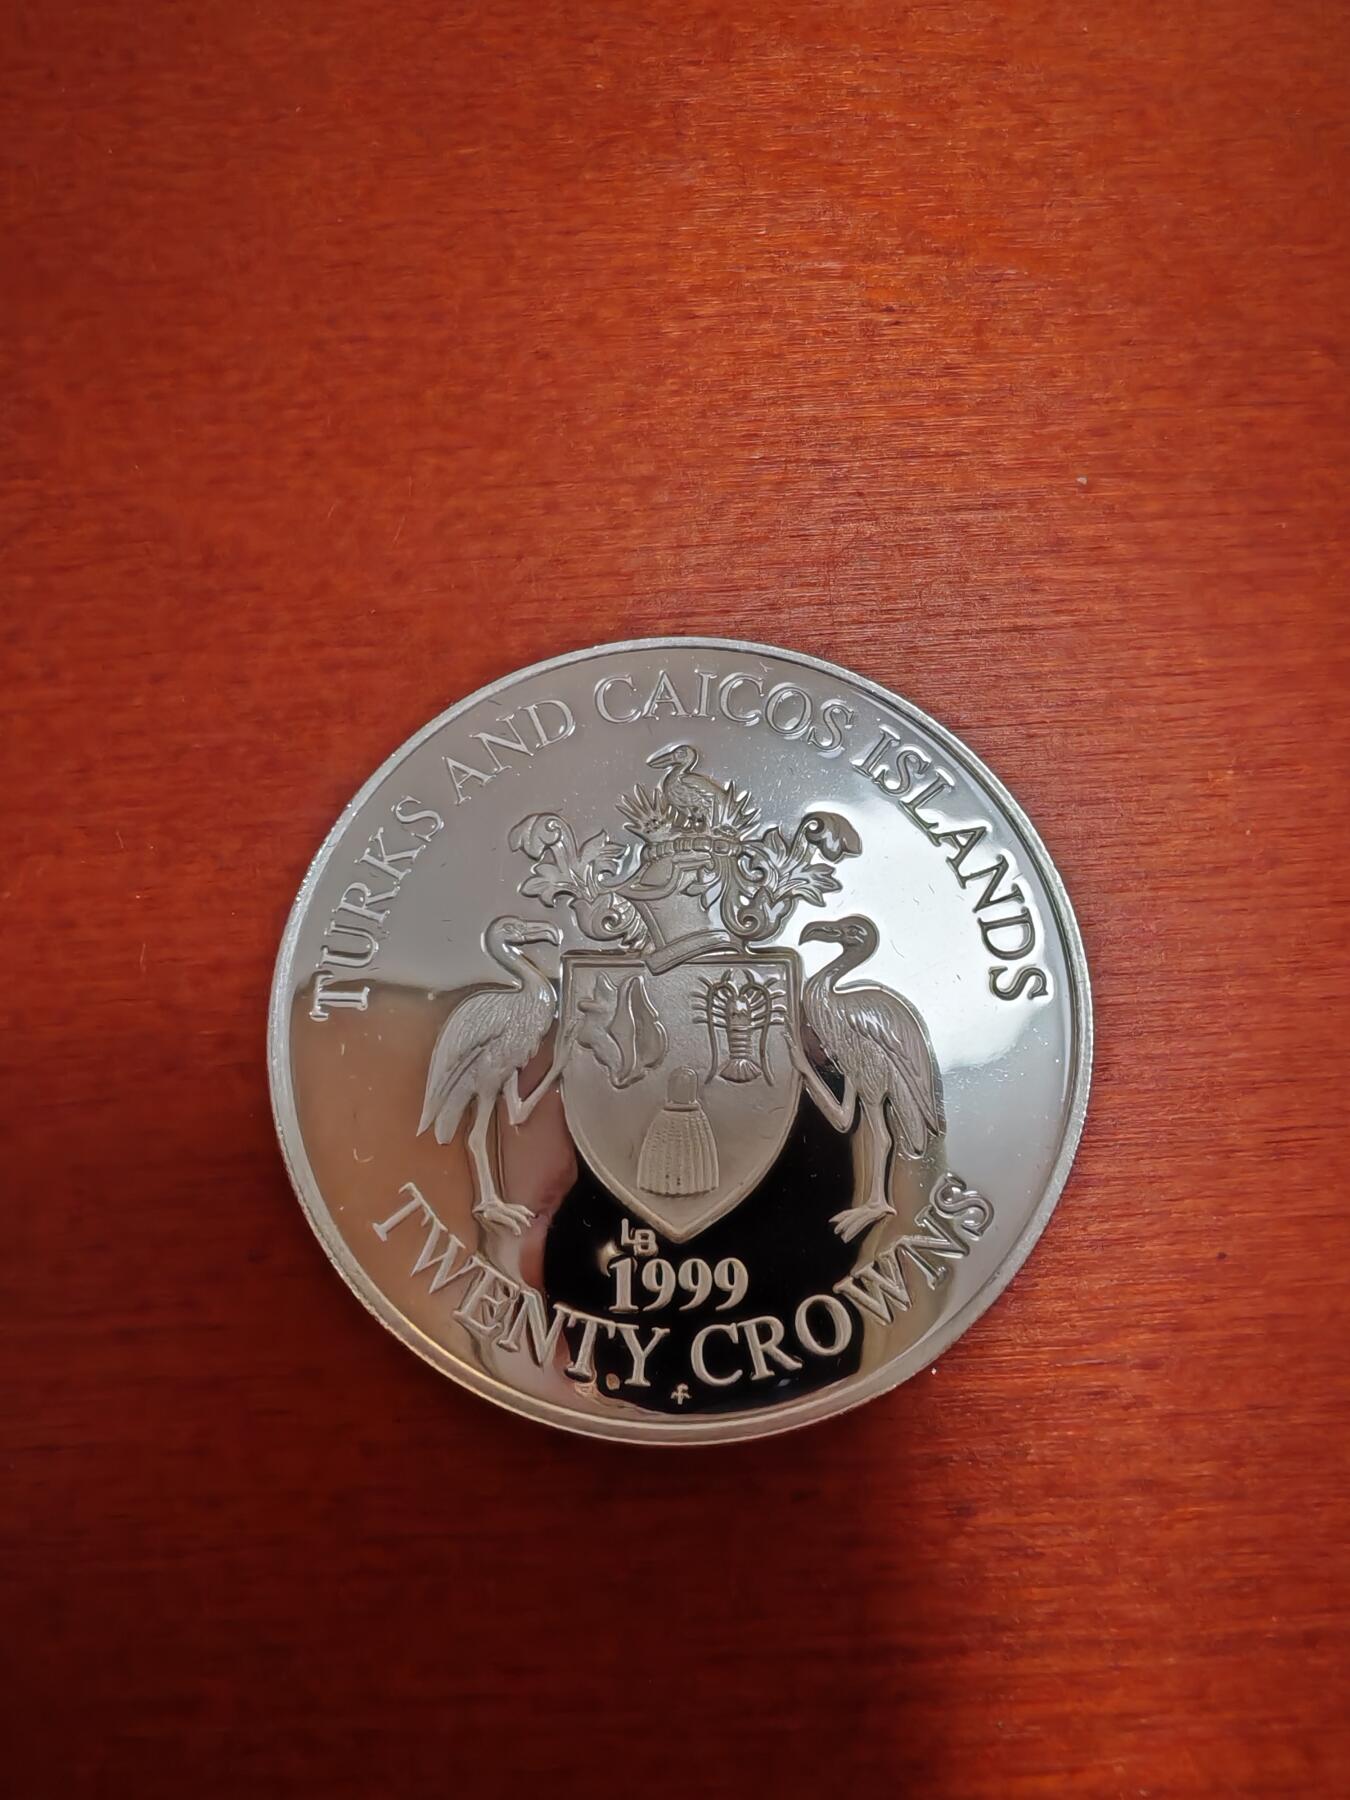 TURKS AND CAICOS ISLANDS
LB
1999
TWENTY CROWNS